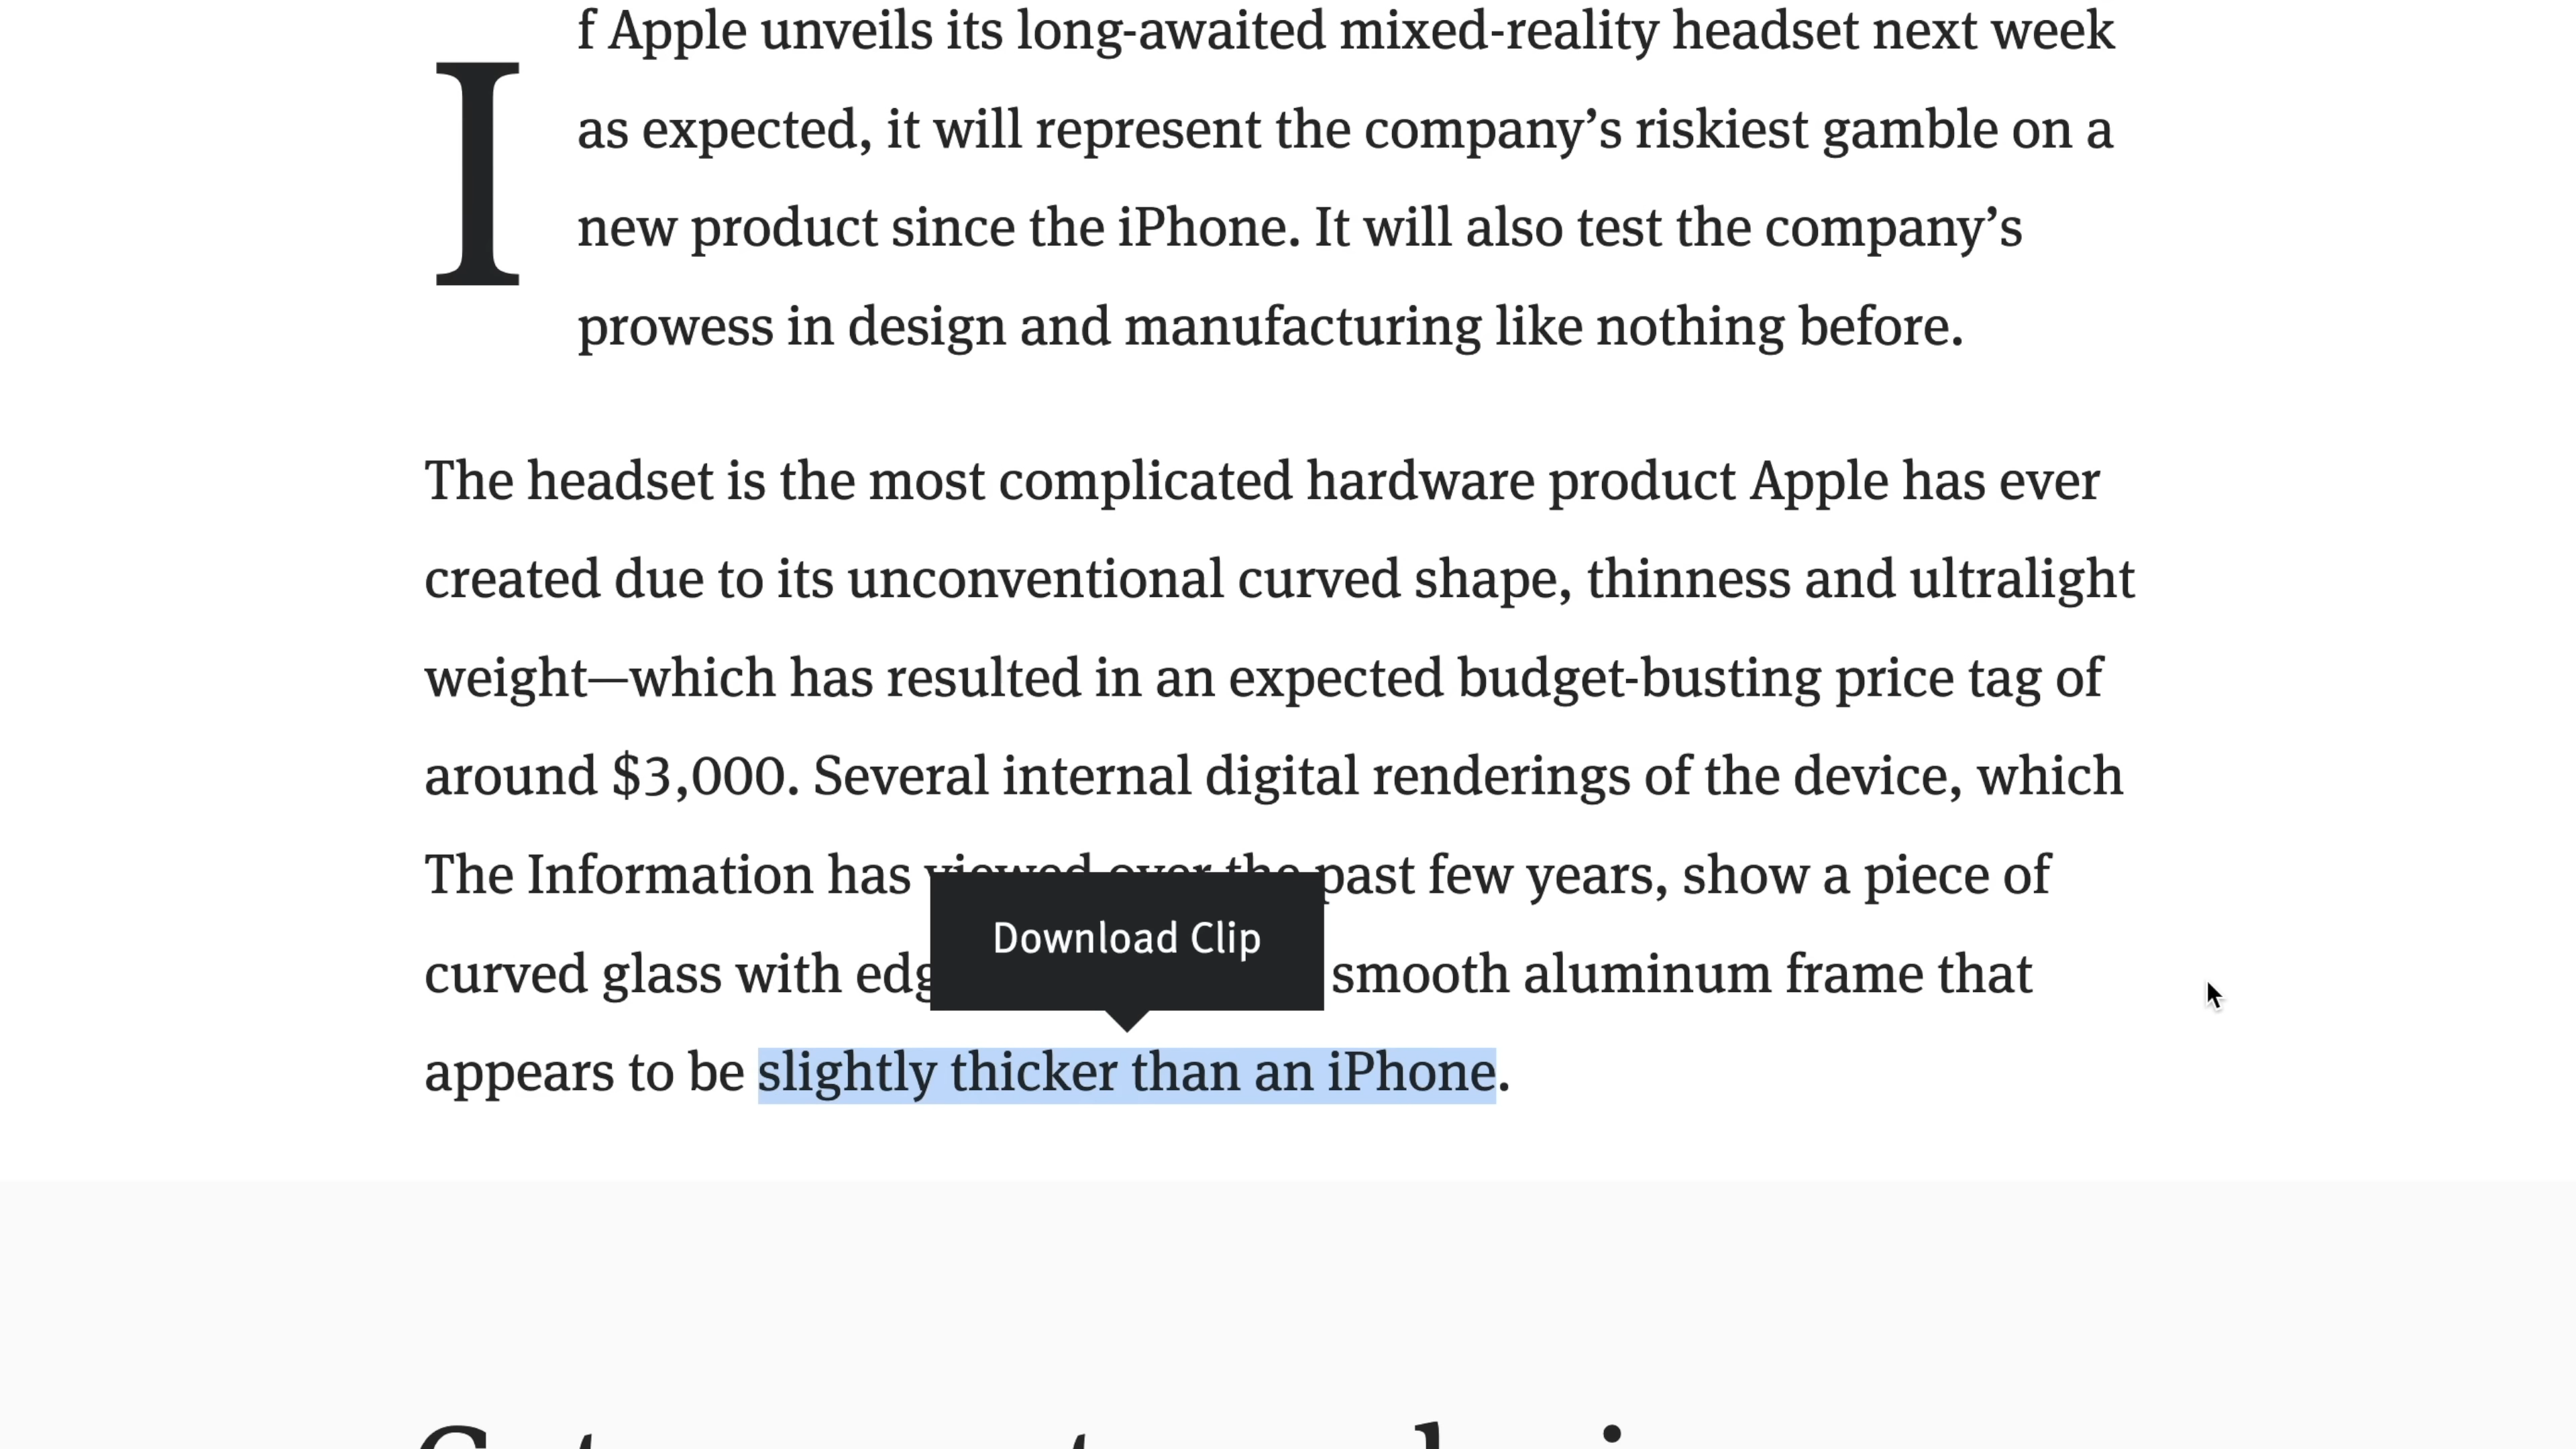 If Apple unveils its long-awaited mixed-reality headset next week
as expected, it will represent the company’s riskiest gamble on a
new product since the iPhone. It will also test the company’s
prowess in design and manufacturing like nothing before.
The headset is the most complicated hardware product Apple has ever
created due to its unconventional curved shape, thinness and ultralight
weight—which has resulted in an expected budget-busting price tag of
around $3,000. Several internal digital renderings of the device, which
The Information has viewed over the past few years, show a piece of
Download Clip
curved glass with smooth aluminum frame that
appears to be slightly thicker than an iPhone.